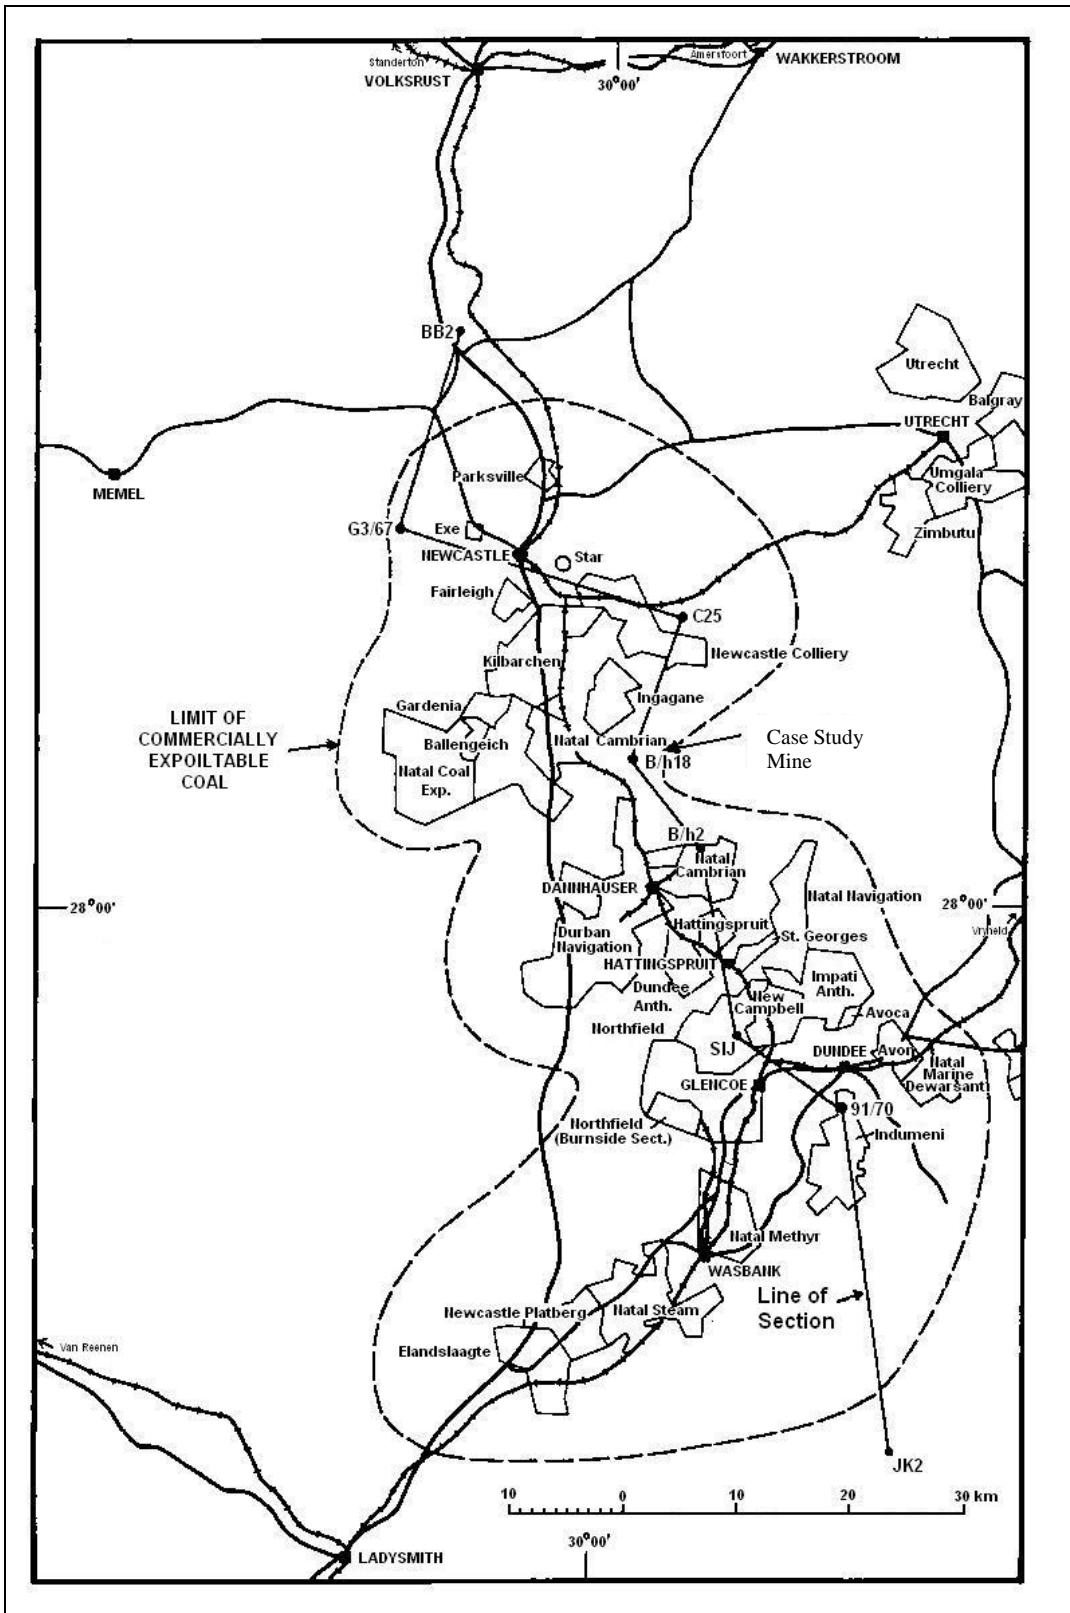 Standerton
VOLKSRUST
Amersfoort
WAKKERSTROOM
30°00'
BB2
Utrecht
Balgray
UTRECHT
Umgala
Colliery
Zimbutu
MEMEL
Parksville
G3/67
Exe
NEWCASTLE
Star
Fairleigh
C25
Newcastle Colliery
Kilbarchen
Ingagane
Gardenia
Ballengeich
Natal Coal
Exp.
Natal Cambrian
LIMIT OF
COMMERCIALLY
EXPOILTABLE
COAL
Case Study
Mine
B/h18
B/h2
Natal
Cambrian
DANNHAUSER
Natal Navigation
28°00'
28°00'
Vryheid
Hattingspruit
St. Georges
Durban
Navigation
HATTINGSPRUIT
Dundee
Anth.
Impati
Anth.
New
Campbell
Avoca
Northfield
SIJ
DUNDEE
Avon
Natal
Marine
Dewarsant
GLENCOE
91/70
Northfield
(Burnside Sect.)
Indumeni
Natal Methyr
WASBANK
Line of
Section
Newcastle Platberg
Natal Steam
Elandslaagte
Van Reenen
JK2
10 0 10 20 30 km
30°00'
LADYSMITH